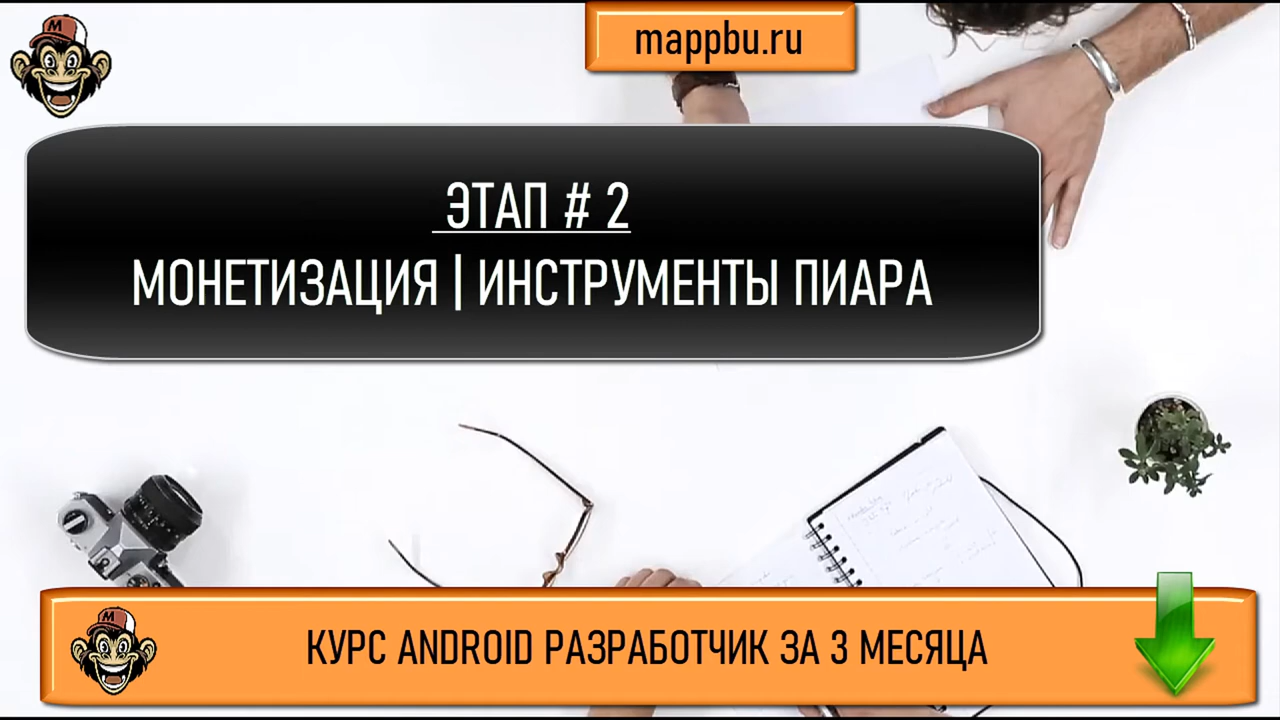 mappbu.ru
M
ЭТАП # 2
МОНЕТИЗАЦИЯ | ИНСТРУМЕНТЫ ПИАРА
M
КУРС ANDROID РАЗРАБОТЧИК ЗА 3 МЕСЯЦА